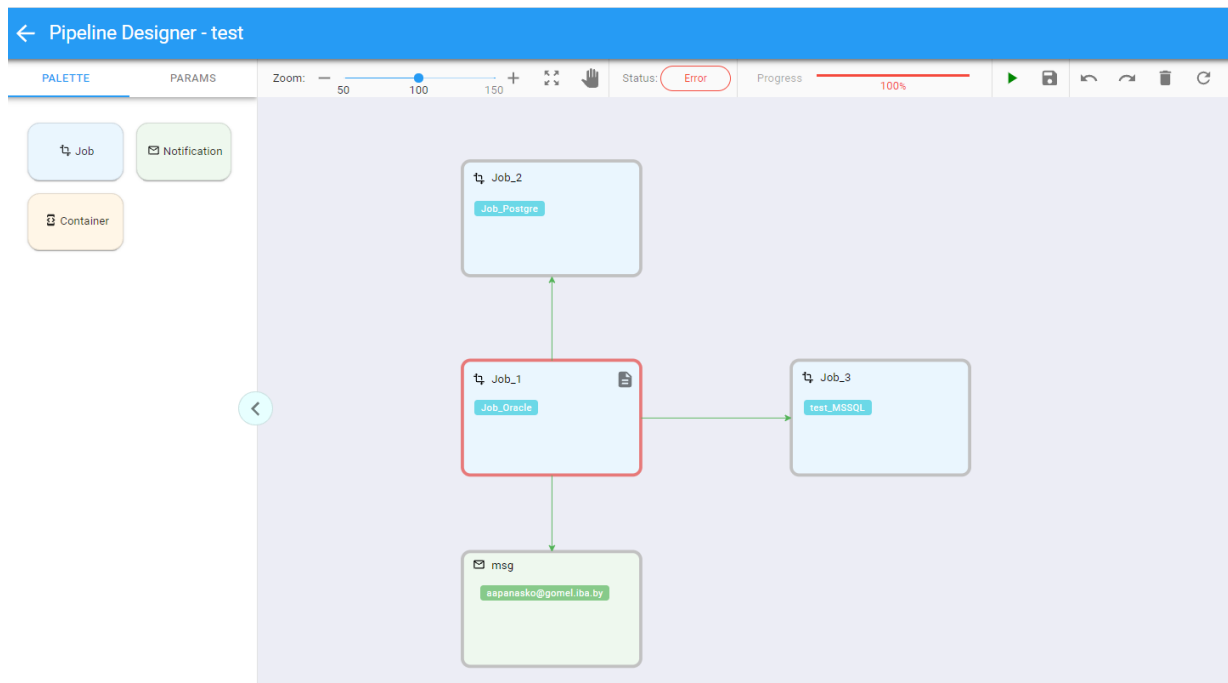 Pipeline Designer - test
PALETTE PARAMS Zoom: 50 100 150 Status: Error Progress 100%
Job Notification
Container
Job_2
Job_Postgre
Job_1
Job_Oracle
Job_3
test_MSSQL
msg
aapanasko@gomel.iba.by